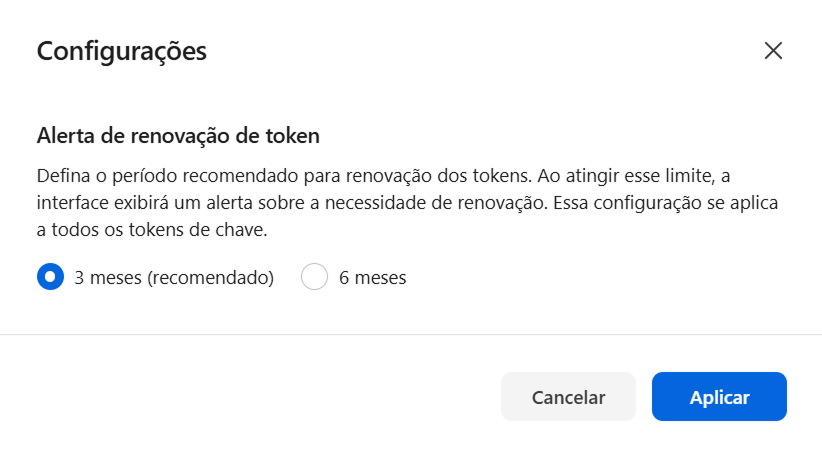 Configurações
Alerta de renovação de token
Defina o período recomendado para renovação dos tokens. Ao atingir esse limite, a
interface exibirá um alerta sobre a necessidade de renovação. Essa configuração se aplica
a todos os tokens de chave.
3 meses (recomendado) 6 meses
Cancelar Aplicar